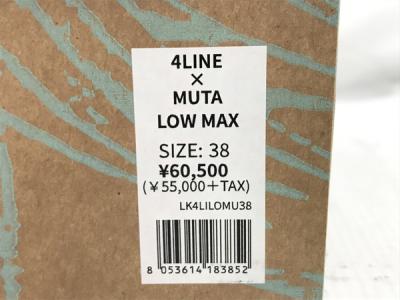 4LINE
×
MUTA
LOW MAX
SIZE: 38
¥60,500
(¥55,000+TAX)
LK4LILOMU38
8 053614 183852